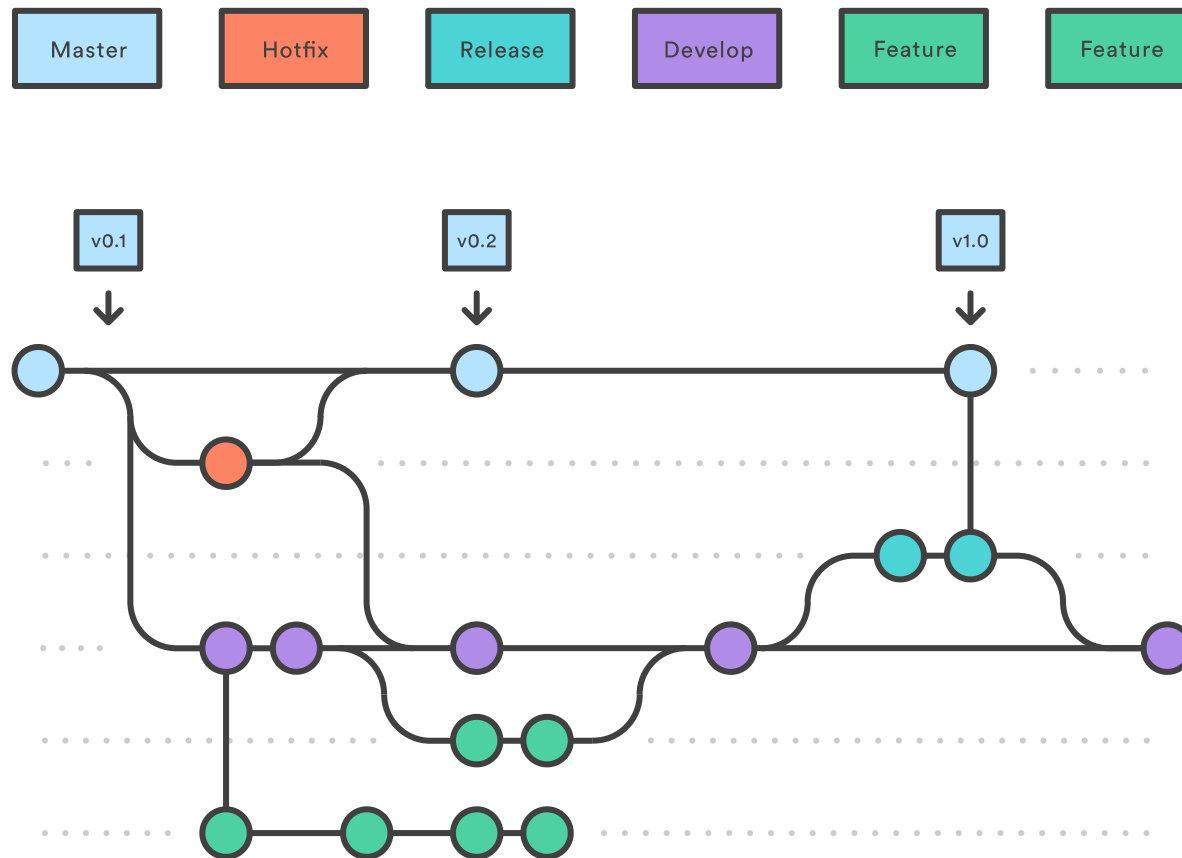 Master
Hotfix
Release
Develop
Feature
Feature
v0.1
v0.2
v1.0